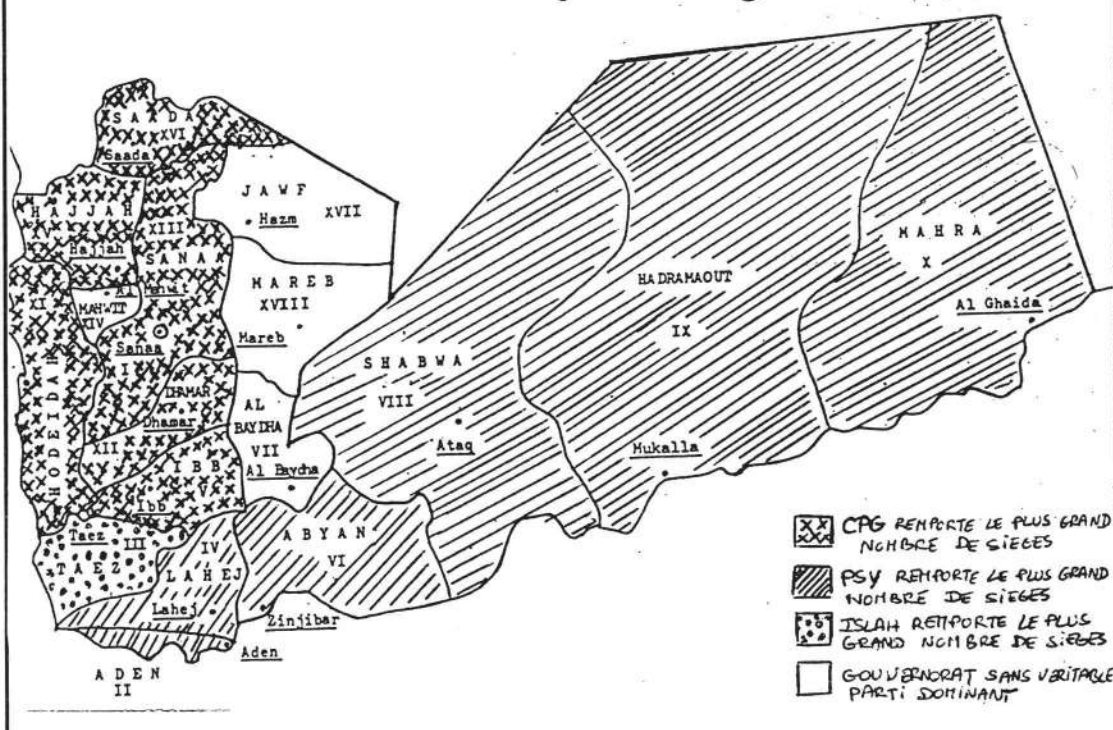 SAADA
XVI
Saada
HAJJAH
Hajjah
XIII
SANAA
JAWF
XVII
Hazm
MAREB
XVIII
Mareb
XI
HODEIDAH
Al
MAHWIT
XIV
Sanaa
I
DHAMAR
Dhamar
XII
IBB
V
Ibb
AL
BAYDHA
VII
Al Baydha
SHABWA
VIII
Ataq
HADRAMAOUT
IX
Mukalla
MAHRA
X
Al Ghaida
Taez
III
TAEZ
IV
LAHEJ
Lahej
ABYAN
VI
Zinjibar
Aden
ADEN
II
CPG REMPORTE LE PLUS GRAND
NOMBRE DE SIEGES
PSY REMPORTE LE PLUS GRAND
NOMBRE DE SIEGES
ISLAH REMPORTE LE PLUS
GRAND NOMBRE DE SIEGES
GOUVERNORAT SANS VERITABLE
PARTI DOMINANT